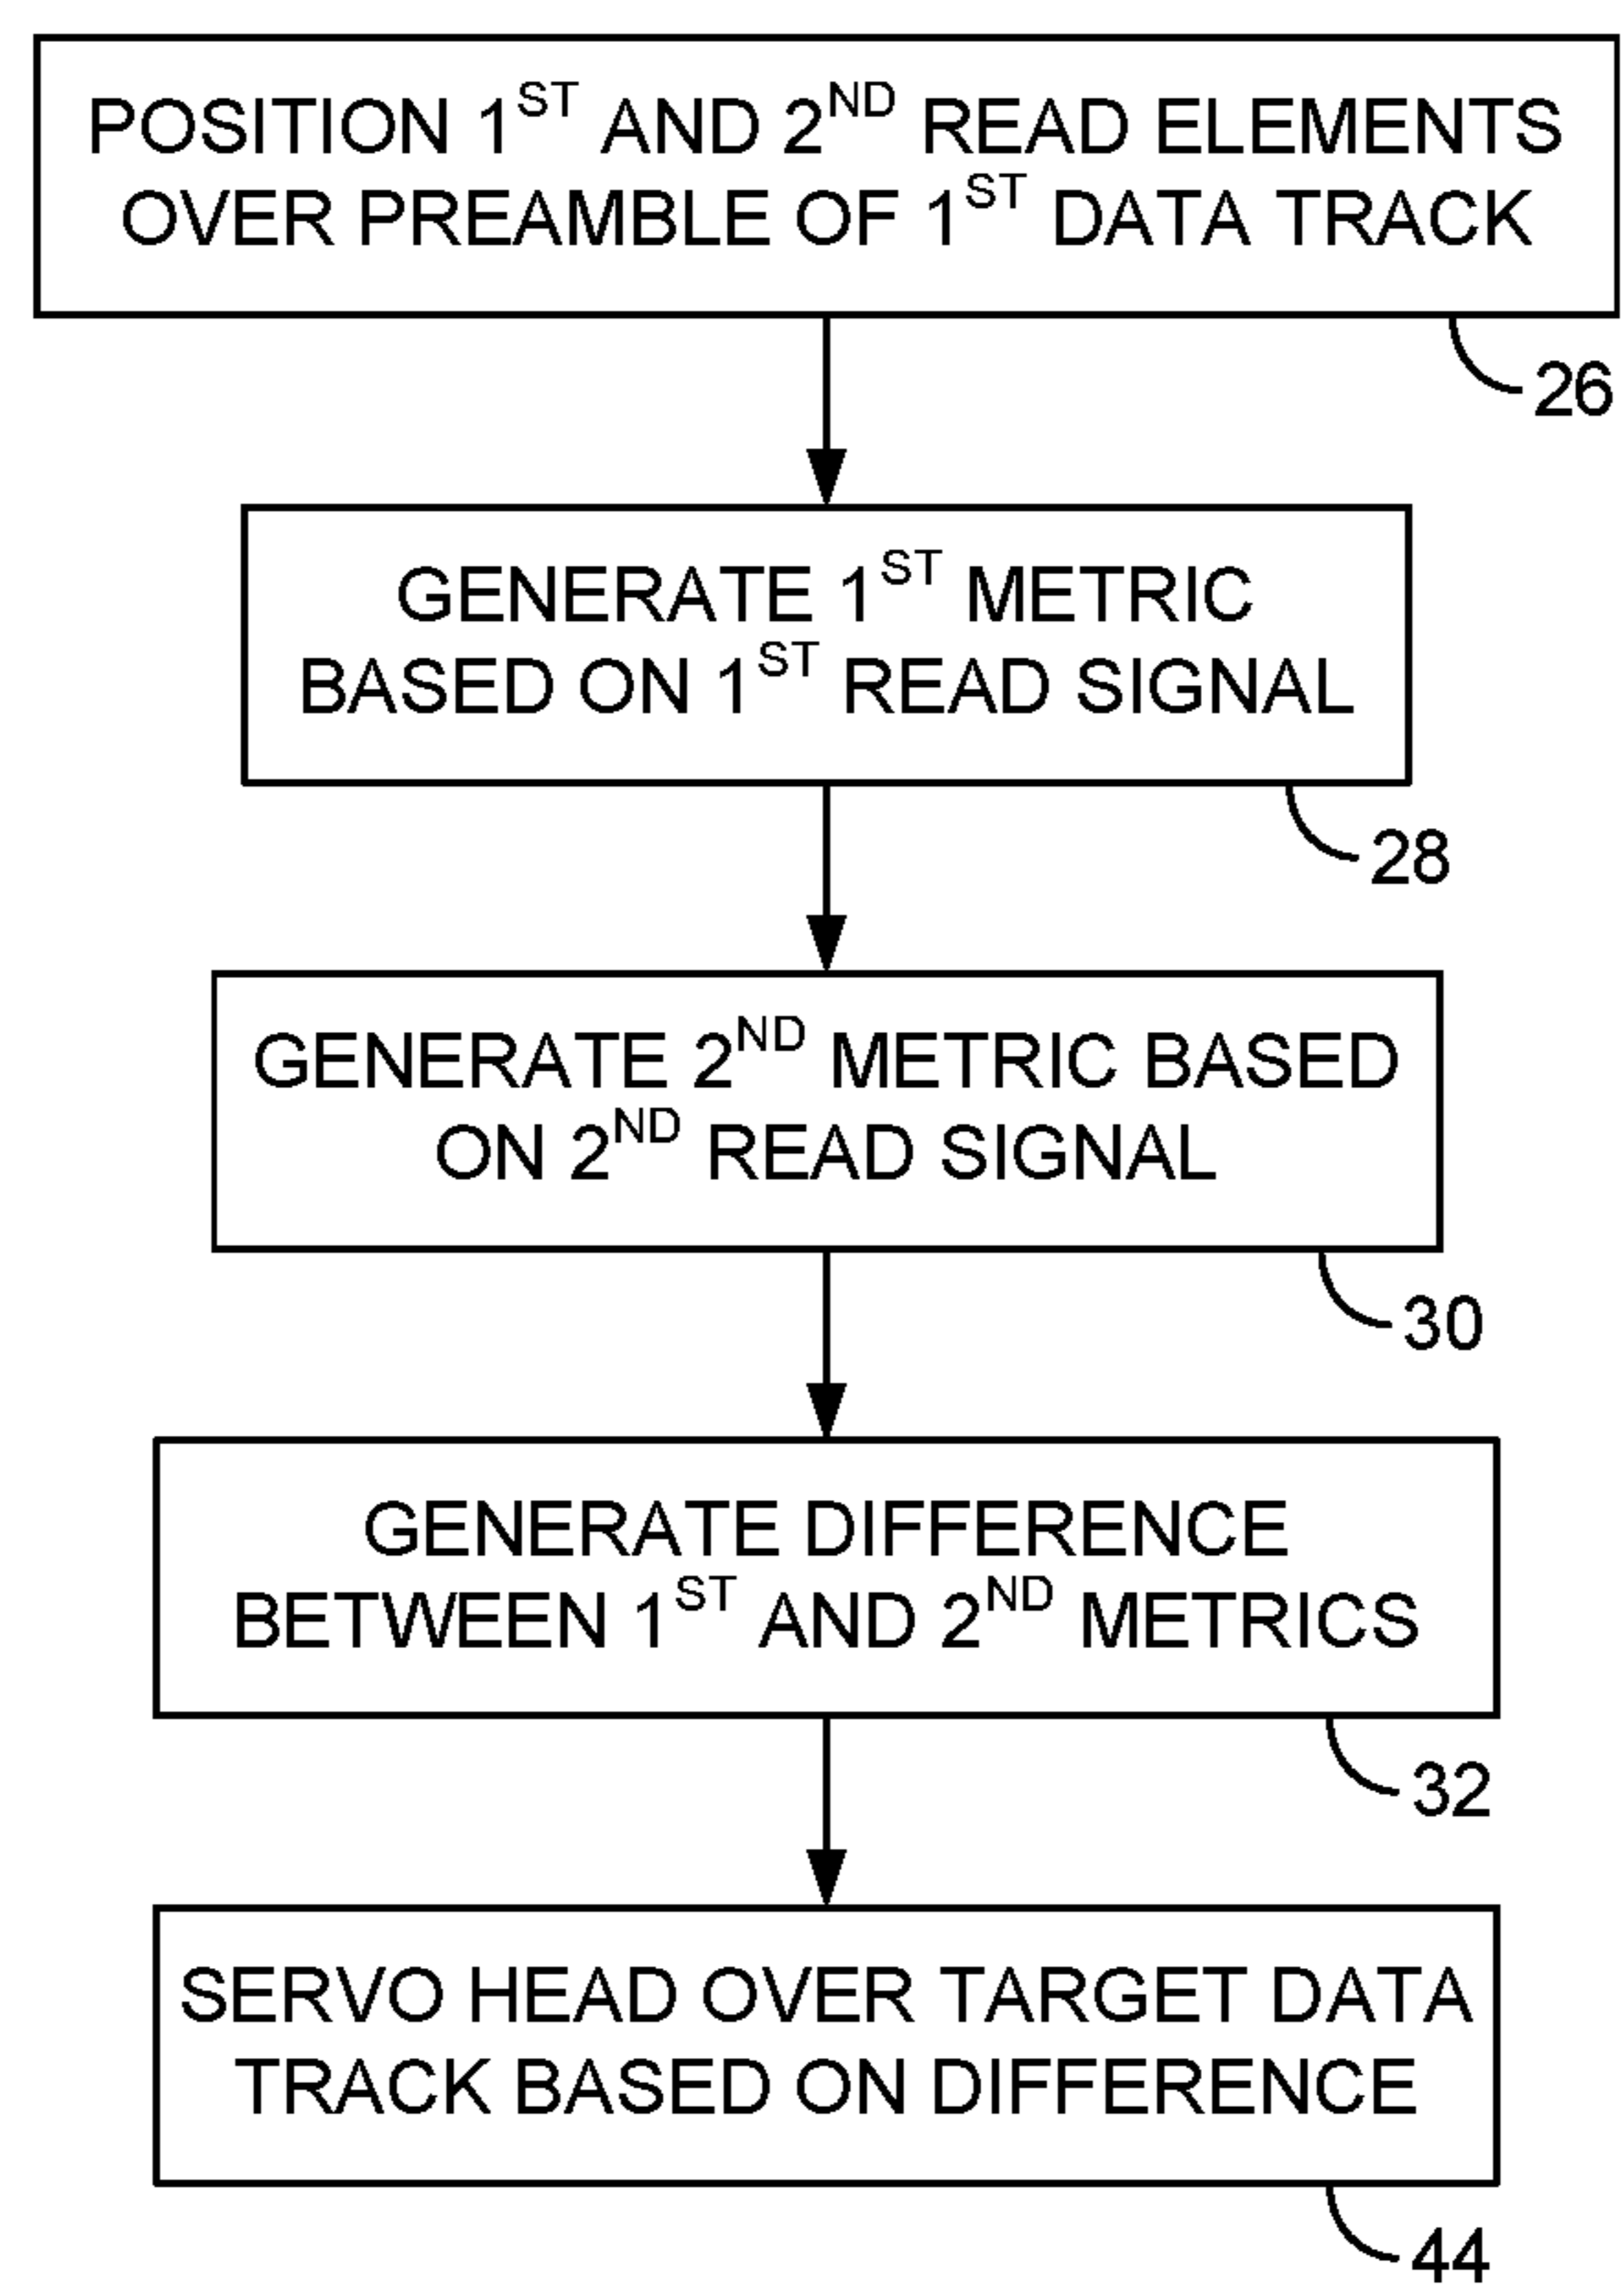 POSITION 1ST AND 2ND READ ELEMENTS
OVER PREAMBLE OF 1ST DATA TRACK
26
GENERATE 1ST METRIC
BASED ON 1ST READ SIGNAL
28
GENERATE 2ND METRIC BASED
ON 2ND READ SIGNAL
30
GENERATE DIFFERENCE
BETWEEN 1ST AND 2ND METRICS
32
SERVO HEAD OVER TARGET DATA
TRACK BASED ON DIFFERENCE
44